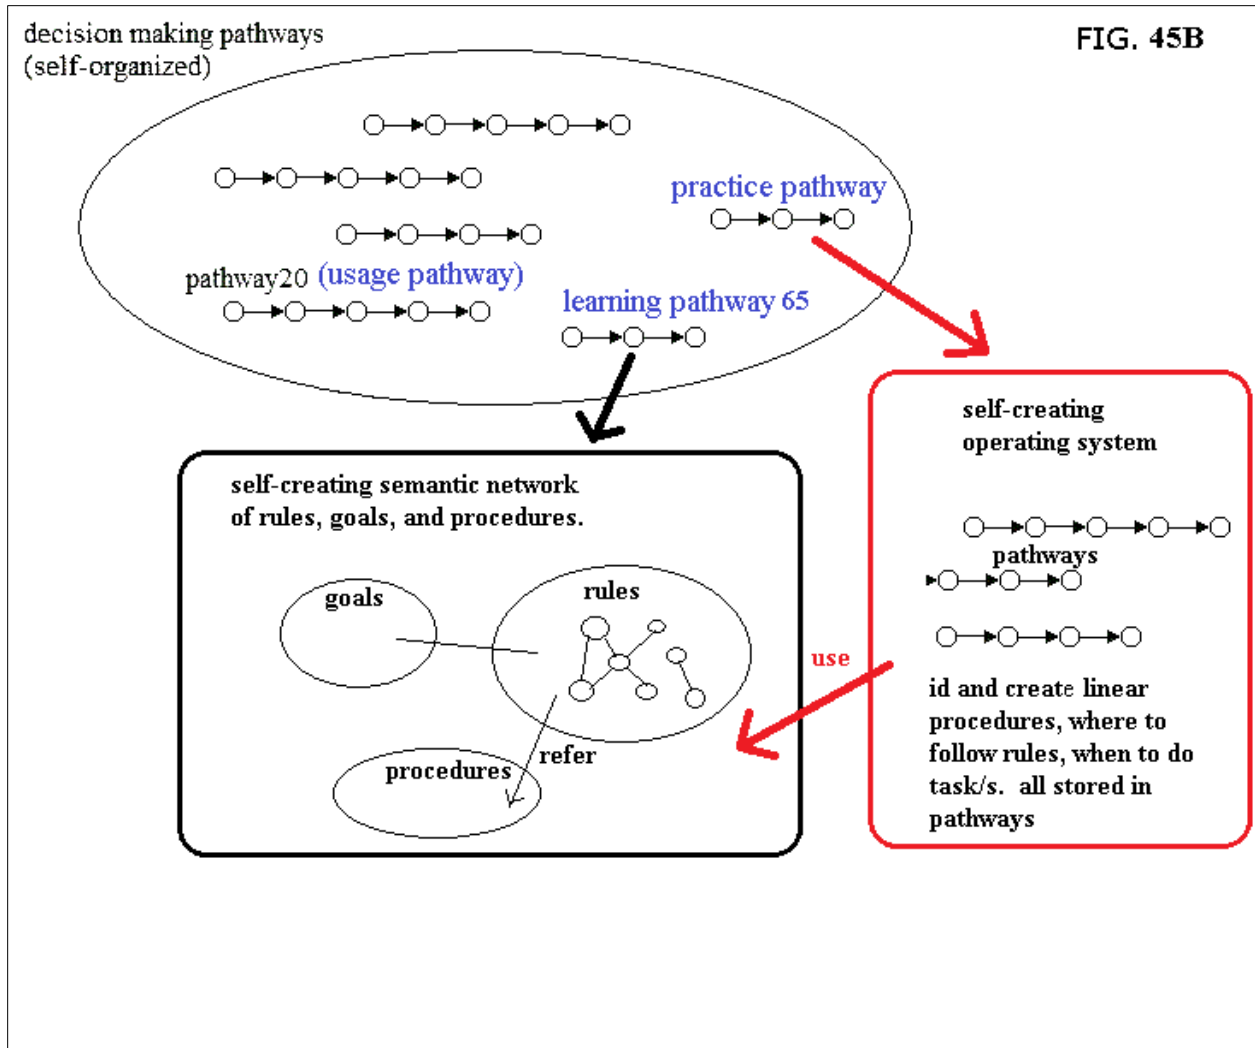 decision making pathways
(self-organized)
FIG. 45B
practice pathway
pathway20 (usage pathway)
learning pathway 65
self-creating
operating system
pathways
id and create linear
procedures, where to
follow rules, when to do
task/s. all stored in
pathways
self-creating semantic network
of rules, goals, and procedures.
goals
rules
use
refer
procedures